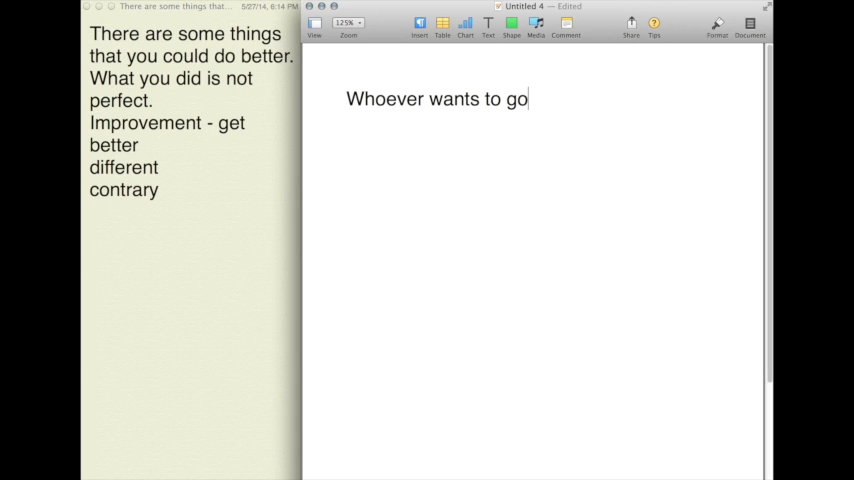 There are some things that... 5/27/14, 6:14 PM
There are some things
that you could do better.
What you did is not
perfect.
Improvement - get
better
different
contrary
Untitled 4 — Edited
125%
View Zoom Insert Table Chart Text Shape Media Comment Share Tips Format Document
Whoever wants to go